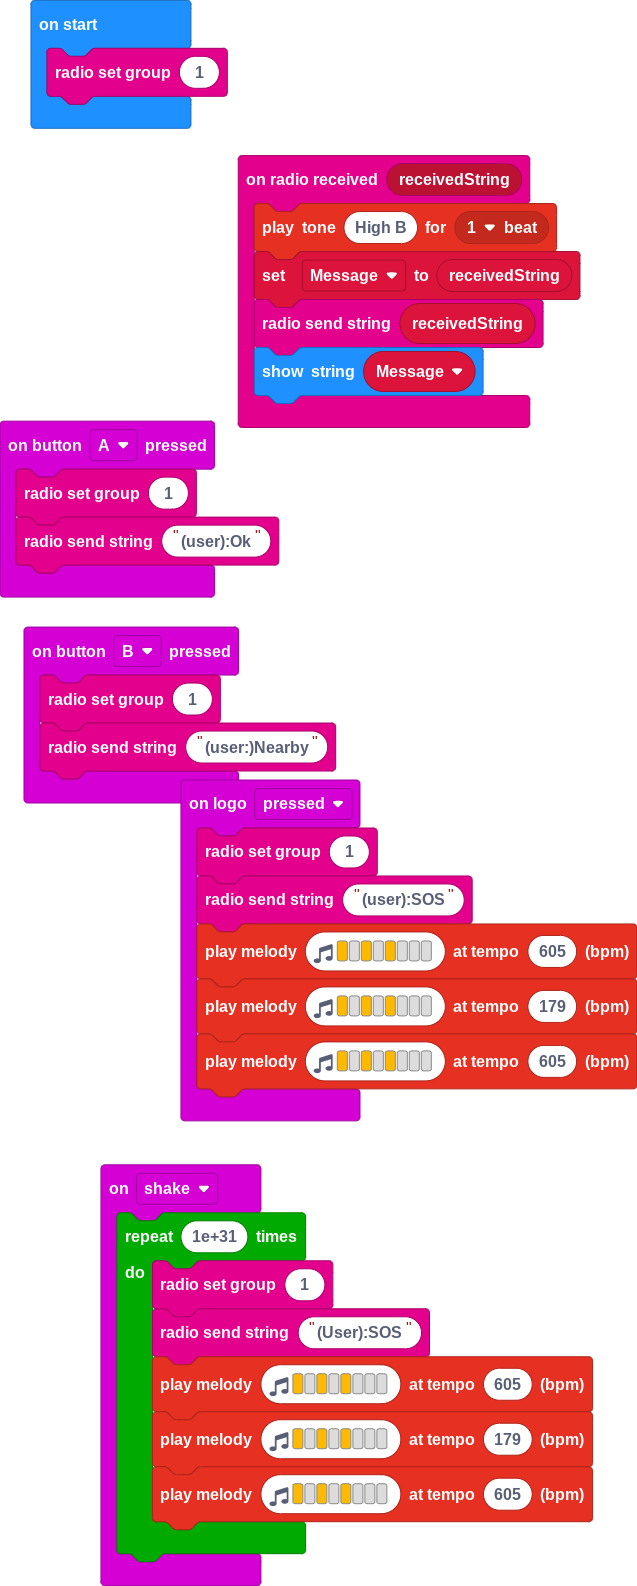 on start
radio set group 1
on radio received receivedString
play tone High B for 1 beat
set Message to receivedString
radio send string receivedString
show string Message
on button A pressed
radio set group 1
radio send string "(user):Ok"
on button B pressed
radio set group 1
radio send string "(user:)Nearby"
on logo pressed
radio set group 1
radio send string "(user):SOS"
play melody at tempo 605 (bpm)
play melody at tempo 179 (bpm)
play melody at tempo 605 (bpm)
on shake
repeat 1e+31 times
do
radio set group 1
radio send string "(User):SOS"
play melody at tempo 605 (bpm)
play melody at tempo 179 (bpm)
play melody at tempo 605 (bpm)